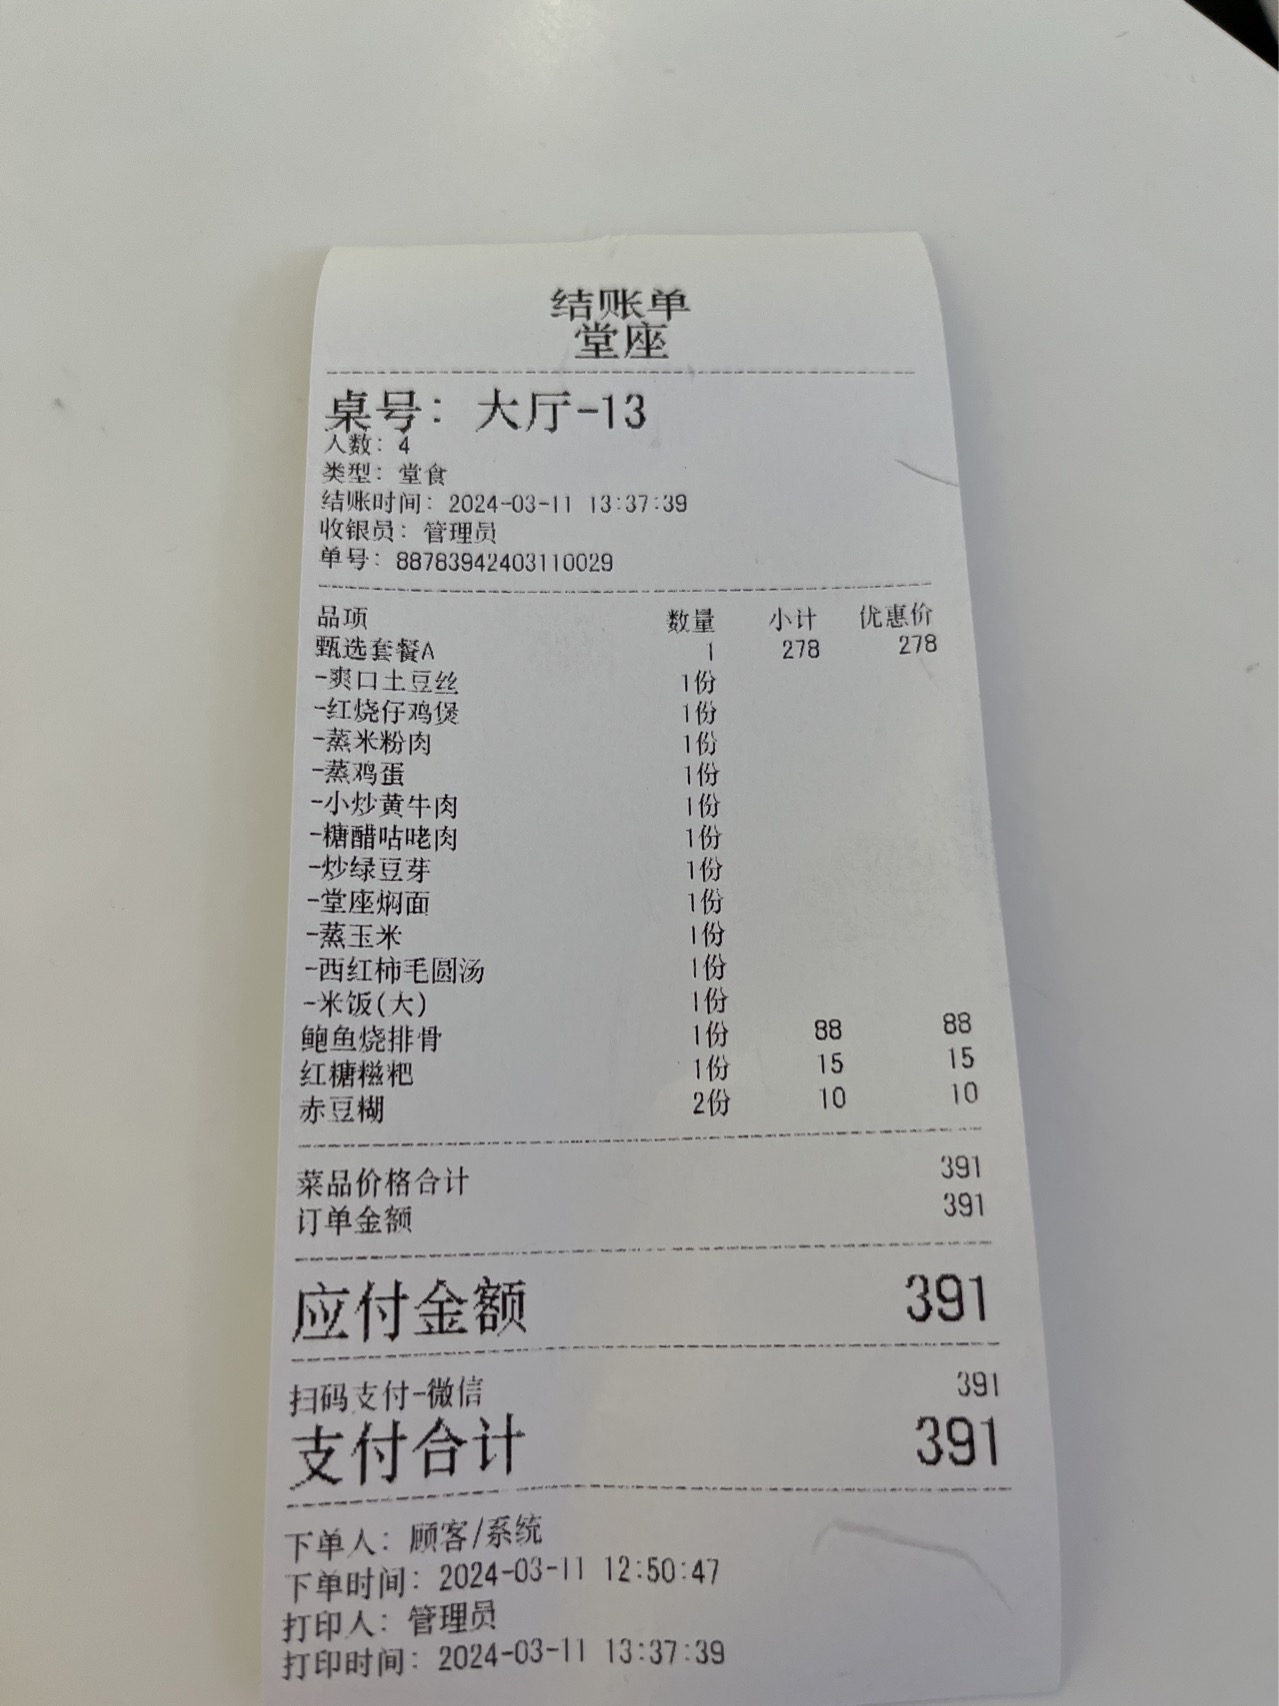 结账单
堂座
桌号: 大厅-13
人数: 4
类型: 堂食
结账时间: 2024-03-11 13:37:39
收银员: 管理员
单号: 88783942403110029
品项 数量 小计 优惠价
甄选套餐A 1 278 278
-爽口土豆丝 1份
-红烧仔鸡煲 1份
-蒸米粉肉 1份
-蒸鸡蛋 1份
-小炒黄牛肉 1份
-糖醋咕咾肉 1份
-炒绿豆芽 1份
-堂座焖面 1份
-蒸玉米 1份
-西红柿毛圆汤 1份
-米饭(大) 1份
鲍鱼烧排骨 1份 88 88
红糖糍粑 1份 15 15
赤豆糊 2份 10 10
菜品价格合计 391
订单金额 391
应付金额 391
扫码支付-微信 391
支付合计 391
下单人: 顾客/系统
下单时间: 2024-03-11 12:50:47
打印人: 管理员
打印时间: 2024-03-11 13:37:39